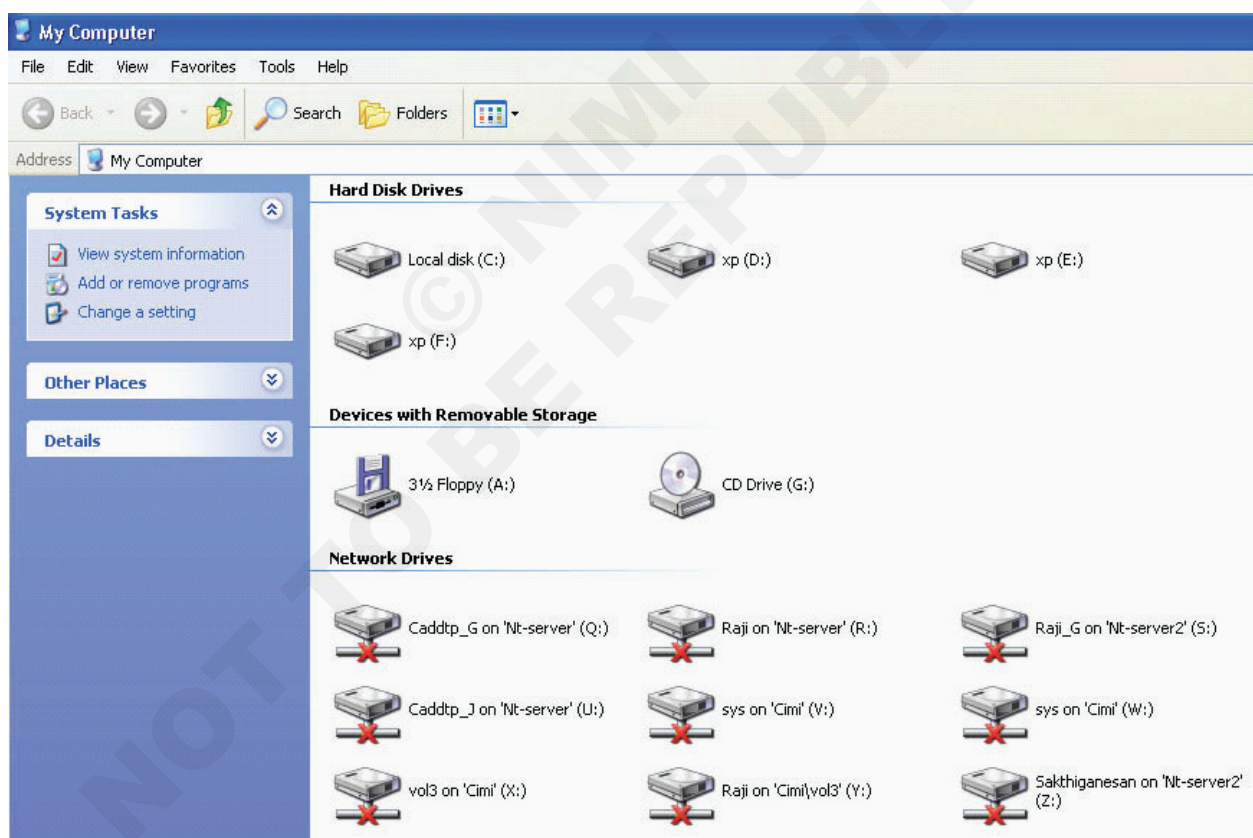 My Computer
File Edit View Favorites Tools Help
Back Search Folders
Address My Computer
System Tasks
View system information
Add or remove programs
Change a setting
Other Places
Details
Hard Disk Drives
Local disk (C:) xp (D:) xp (E:)
xp (F:)
Devices with Removable Storage
3½ Floppy (A:) CD Drive (G:)
Network Drives
Caddtp_G on 'Nt-server' (Q:) Raji on 'Nt-server' (R:) Raji_G on 'Nt-server2' (S:)
Caddtp_J on 'Nt-server' (U:) sys on 'Cimi' (V:) sys on 'Cimi' (W:)
vol3 on 'Cimi' (X:) Raji on 'Cimi\vol3' (Y:) Sakthiganesan on 'Nt-server2'
(Z:)
© NIMI
NOT TO BE REPUBL